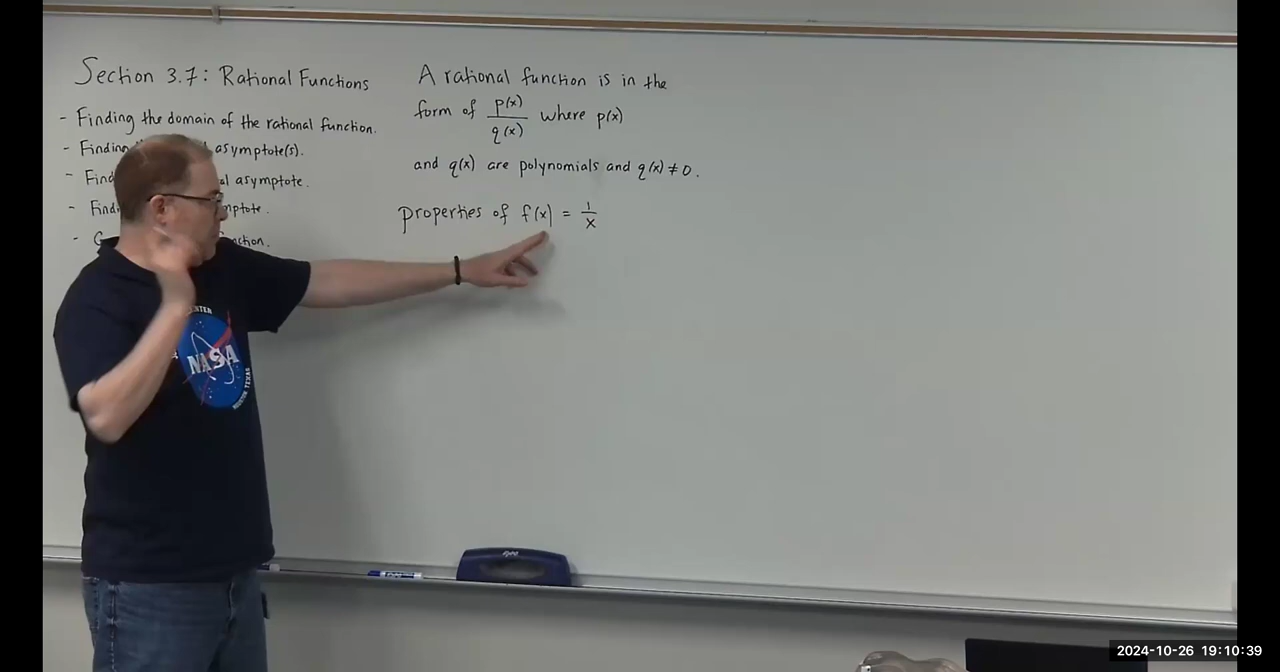 Section 3.7: Rational Functions
- Finding the domain of the rational function.
- Finding asymptote(s).
- Find asymptote.
- Find
-
A rational function is in the
form of p(x)/q(x) where p(x)
and q(x) are polynomials and q(x) ≠ 0.
properties of f(x) = 1/x
NASA
2024-10-26 19:10:39